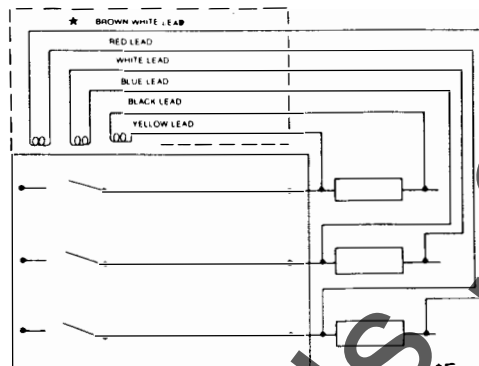 ★ BROWN WHITE LEAD
RED LEAD
WHITE LEAD
BLUE LEAD
BLACK LEAD
YELLOW LEAD